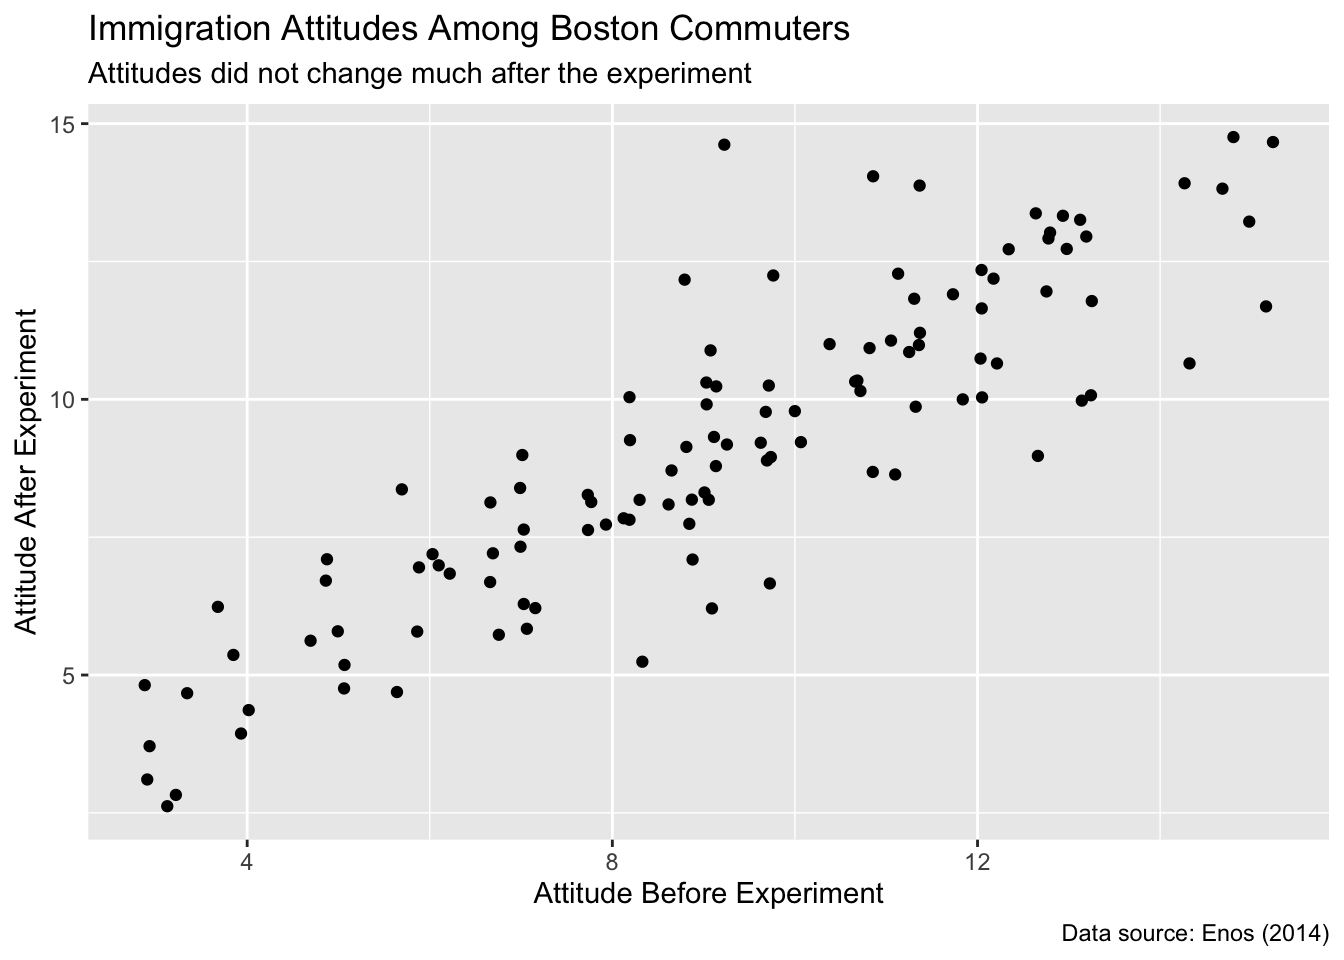 Immigration Attitudes Among Boston Commuters
Attitudes did not change much after the experiment
15
10
5
Attitude After Experiment
4 8 12
Attitude Before Experiment
Data source: Enos (2014)